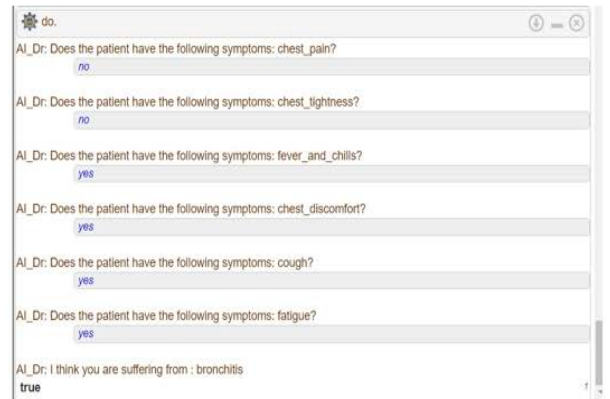 do.
AI_Dr: Does the patient have the following symptoms: chest_pain?
no
AI_Dr: Does the patient have the following symptoms: chest_tightness?
no
AI_Dr: Does the patient have the following symptoms: fever_and_chills?
yes
AI_Dr: Does the patient have the following symptoms: chest_discomfort?
yes
AI_Dr: Does the patient have the following symptoms: cough?
yes
AI_Dr: Does the patient have the following symptoms: fatigue?
yes
AI_Dr: I think you are suffering from : bronchitis
true